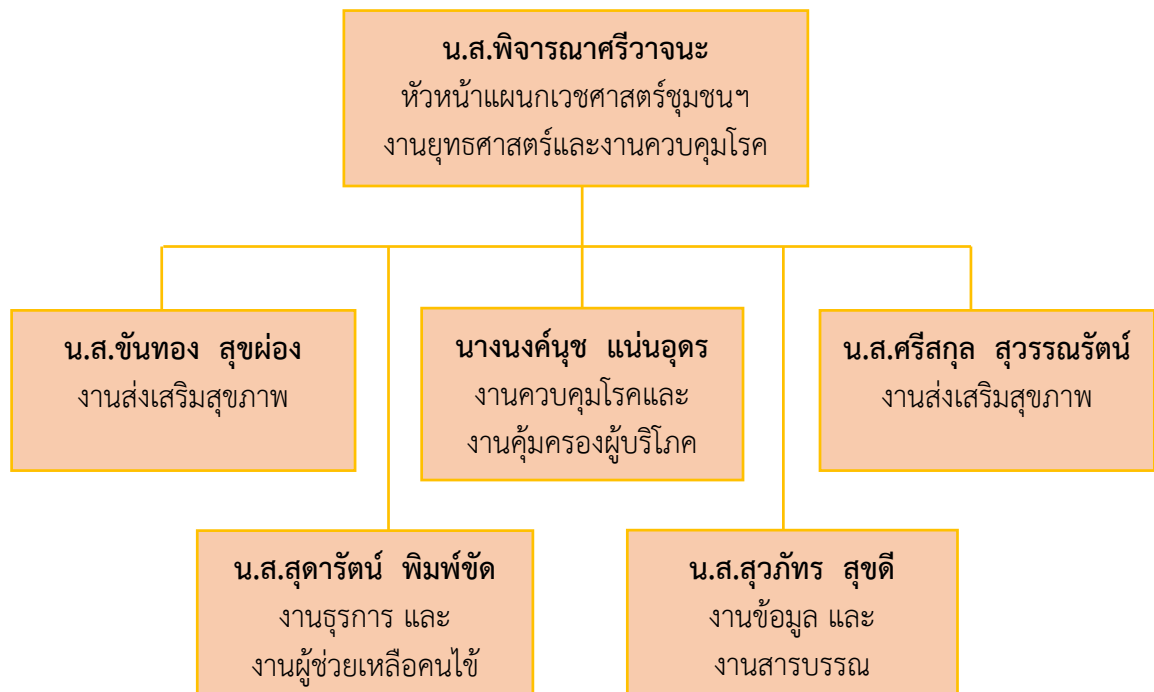 น.ส.พิจารณาศรีวาจนะ
หัวหน้าแผนกเวชศาสตร์ชุมชนฯ
งานยุทธศาสตร์และงานควบคุมโรค
น.ส.ขันทอง สุขผ่อง
งานส่งเสริมสุขภาพ
นางนงค์นุช แน่นอุดร
งานควบคุมโรคและ
งานคุ้มครองผู้บริโภค
น.ส.ศรีสกุล สุวรรณรัตน์
งานส่งเสริมสุขภาพ
น.ส.สุดารัตน์ พิมพ์ขัด
งานธุรการ และ
งานผู้ช่วยเหลือคนไข้
น.ส.สุวภัทร สุขดี
งานข้อมูล และ
งานสารบรรณ